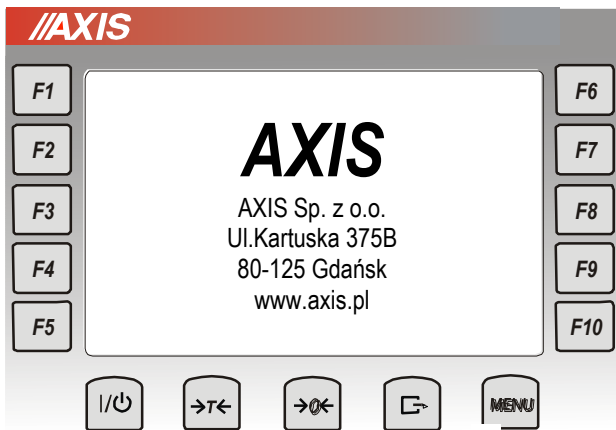 //AXIS
F1
F2
F3
F4
F5
AXIS
AXIS Sp. z o.o.
Ul.Kartuska 375B
80-125 Gdańsk
www.axis.pl
F6
F7
F8
F9
F10
I/⏻
→T←
→0←
MENU